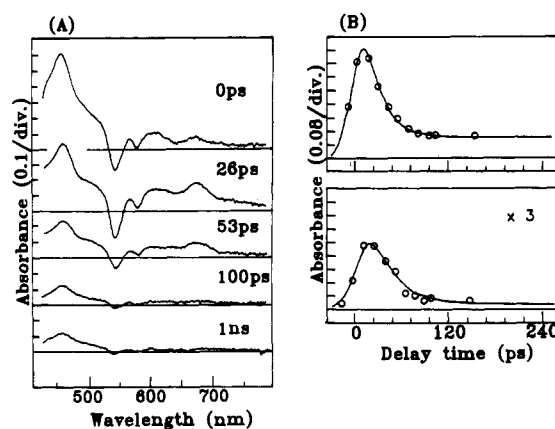 (A)
Absorbance (0.1/div.)
0ps
26ps
53ps
100ps
1ns
500 600 700
Wavelength (nm)
(B)
Absorbance (0.08/div.)
x 3
0 120 240
Delay time (ps)